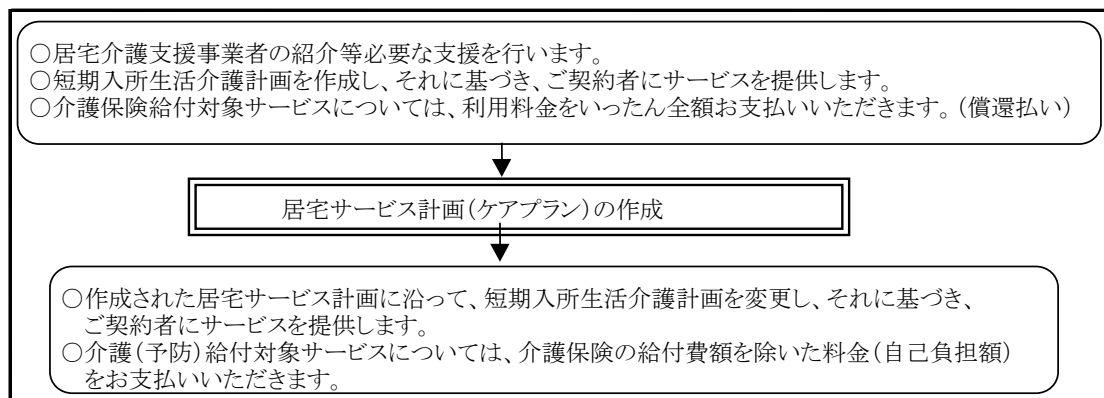 ○居宅介護支援事業者の紹介等必要な支援を行います。
○短期入所生活介護計画を作成し、それに基づき、ご契約者にサービスを提供します。
○介護保険給付対象サービスについては、利用料金をいったん全額お支払いいただきます。(償還払い)
居宅サービス計画(ケアプラン)の作成
○作成された居宅サービス計画に沿って、短期入所生活介護計画を変更し、それに基づき、
ご契約者にサービスを提供します。
○介護(予防)給付対象サービスについては、介護保険の給付費額を除いた料金(自己負担額)
をお支払いいただきます。